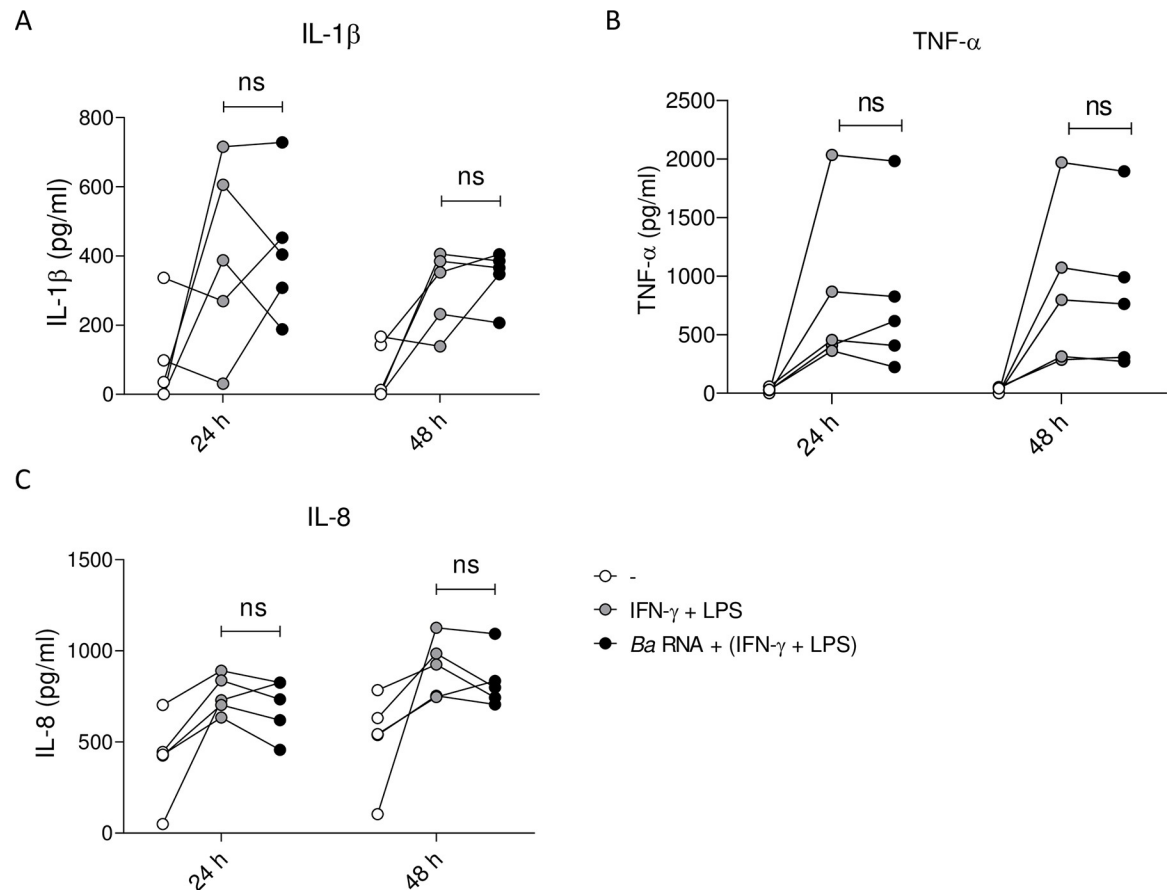 A
IL-1β
IL-1β (pg/ml)
800
600
400
200
0
ns
ns
24 h
48 h
B
TNF-α
TNF-α (pg/ml)
2500
2000
1500
1000
500
0
ns
ns
24 h
48 h
C
IL-8
IL-8 (pg/ml)
1500
1000
500
0
ns
ns
24 h
48 h
-
IFN-γ + LPS
Ba RNA + (IFN-γ + LPS)